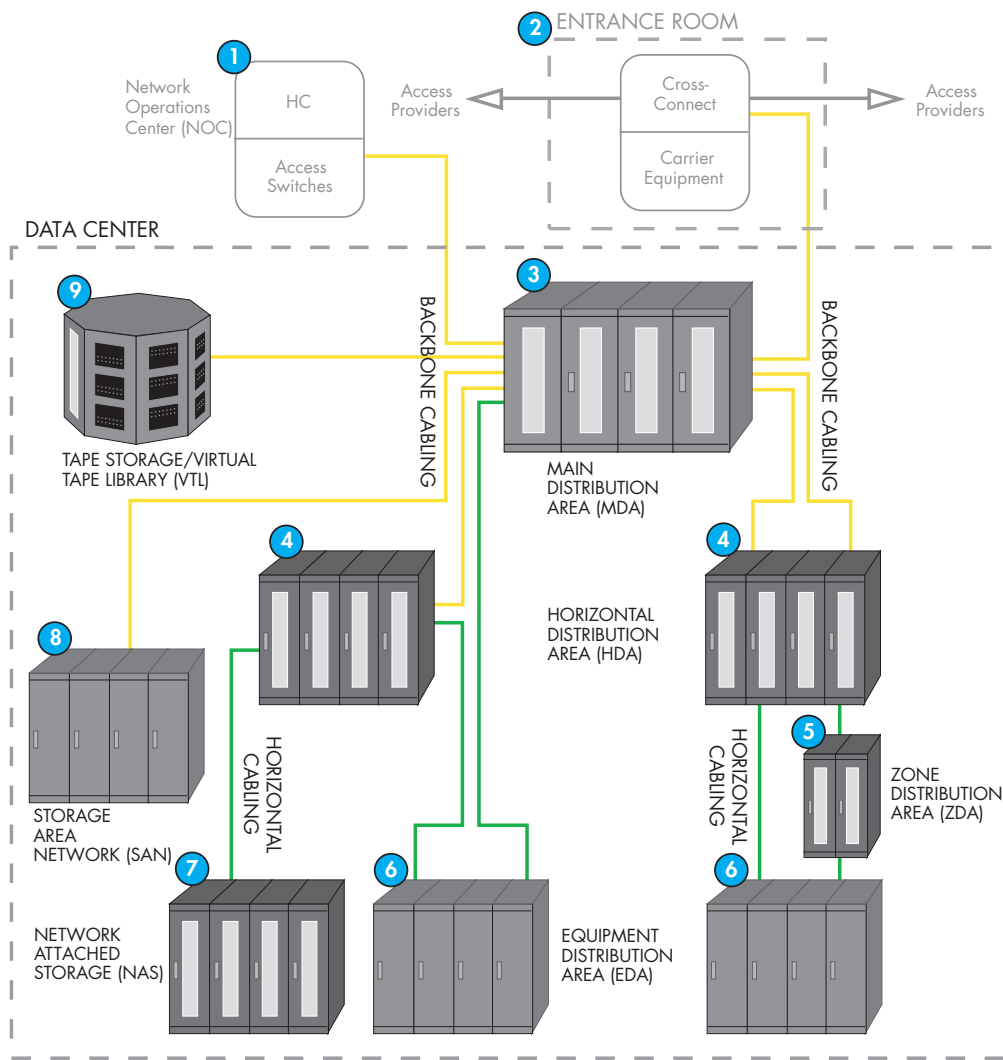 2
ENTRANCE ROOM
1
Network
Operations
Center (NOC)
HC
Access
Switches
Access
Providers
Cross-
Connect
Carrier
Equipment
Access
Providers
DATA CENTER
9
TAPE STORAGE/VIRTUAL
TAPE LIBRARY (VTL)
BACKBONE CABLING
3
MAIN
DISTRIBUTION
AREA (MDA)
BACKBONE CABLING
4
4
HORIZONTAL
DISTRIBUTION
AREA (HDA)
8
STORAGE
AREA
NETWORK (SAN)
HORIZONTAL
CABLING
HORIZONTAL
CABLING
5
ZONE
DISTRIBUTION
AREA (ZDA)
7
NETWORK
ATTACHED
STORAGE (NAS)
6
EQUIPMENT
DISTRIBUTION
AREA (EDA)
6